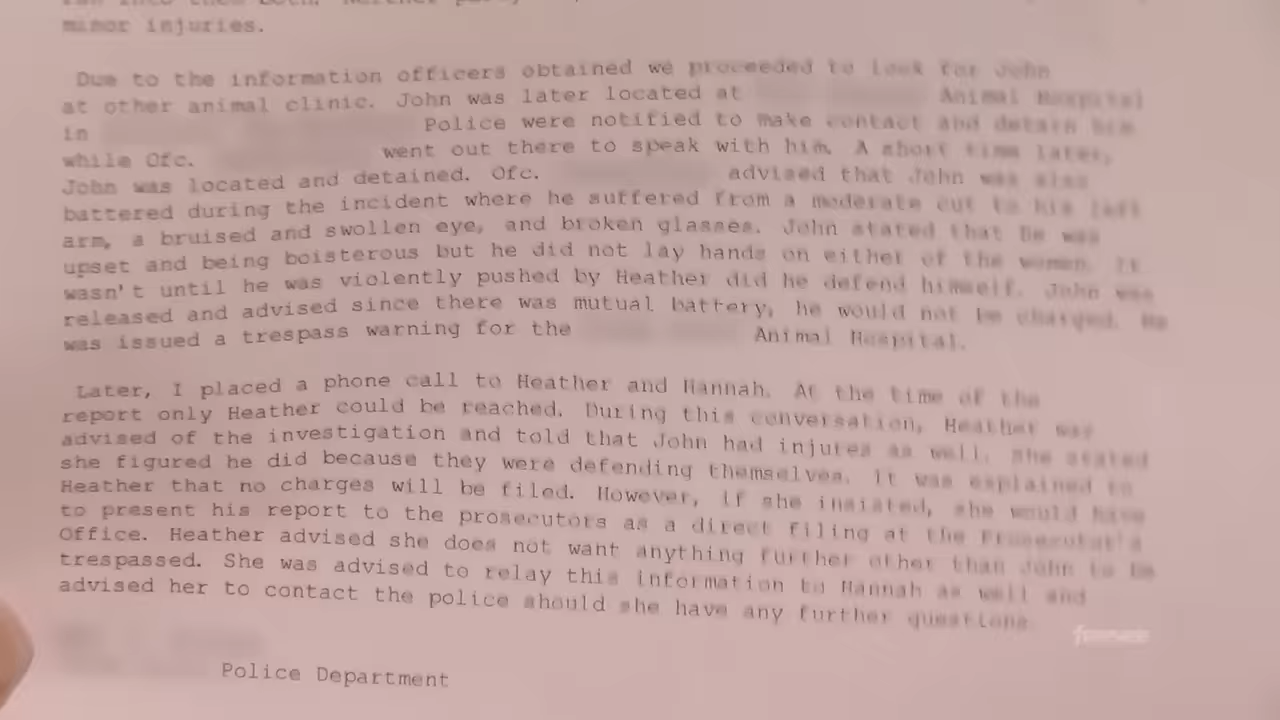 minor injuries.
Due to the information officers obtained we proceeded to look for John
at other animal clinic. John was later located at Animal Hospital
in Police were notified to make contact and detain him
while Ofc. went out there to speak with him. A short time later,
John was located and detained. Ofc. advised that John was also
battered during the incident where he suffered from a moderate cut to his left
arm, a bruised and swollen eye, and broken glasses. John stated that he was
upset and being boisterous but he did not lay hands on either of the women. It
wasn't until he was violently pushed by Heather did he defend himself. John was
released and advised since there was mutual battery, he would not be charged. He
was issued a trespass warning for the Animal Hospital.
Later, I placed a phone call to Heather and Hannah. At the time of the
report only Heather could be reached. During this conversation, Heather was
advised of the investigation and told that John had injures as well. She stated
she figured he did because they were defending themselves. It was explained to
Heather that no charges will be filed. However, if she insisted, she would have
to present his report to the prosecutors as a direct filing at the Prosecutor's
Office. Heather advised she does not want anything further other than John to be
trespassed. She was advised to relay this information to Hannah as well and
advised her to contact the police should she have any further questions.
Police Department